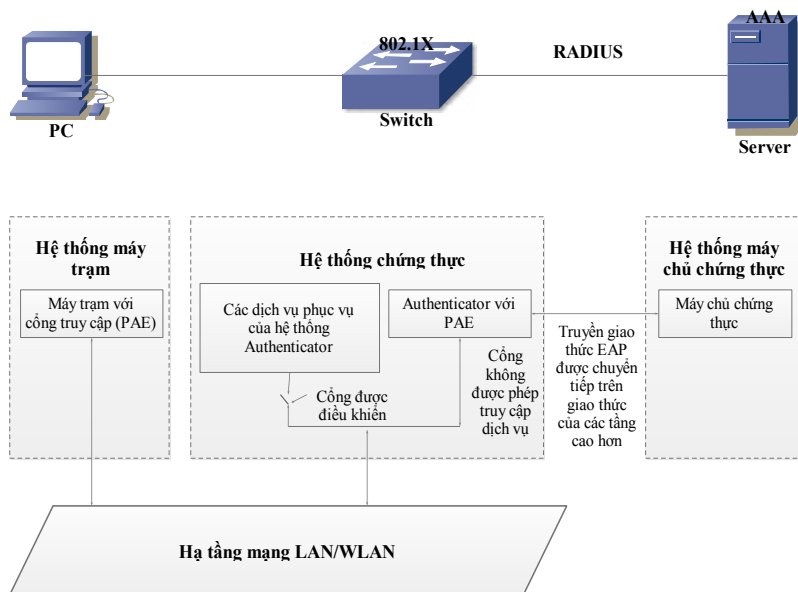 AAA
802.1X
RADIUS
PC
Switch
Server
Hệ thống máy
trạm
Máy trạm với
cổng truy cập (PAE)
Hệ thống chứng thực
Các dịch vụ phục vụ
của hệ thống
Authenticator
Authenticator với
PAE
Cổng được
điều khiển
Cổng
không
được phép
truy cập
dịch vụ
Truyền giao
thức EAP
được chuyển
tiếp trên
giao thức
của các tầng
cao hơn
Hệ thống máy
chủ chứng thực
Máy chủ chứng
thực
Hạ tầng mạng LAN/WLAN